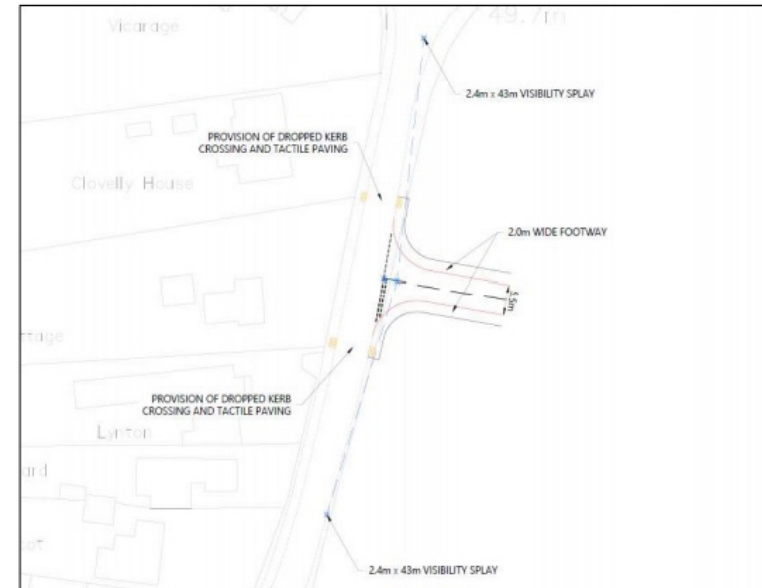 Vicarage
49.7m
2.4m x 43m VISIBILITY SPLAY
PROVISION OF DROPPED KERB
CROSSING AND TACTILE PAVING
Clovelly House
2.0m WIDE FOOTWAY
5.5m
ttage
PROVISION OF DROPPED KERB
CROSSING AND TACTILE PAVING
Lynton
ard
2.4m x 43m VISIBILITY SPLAY